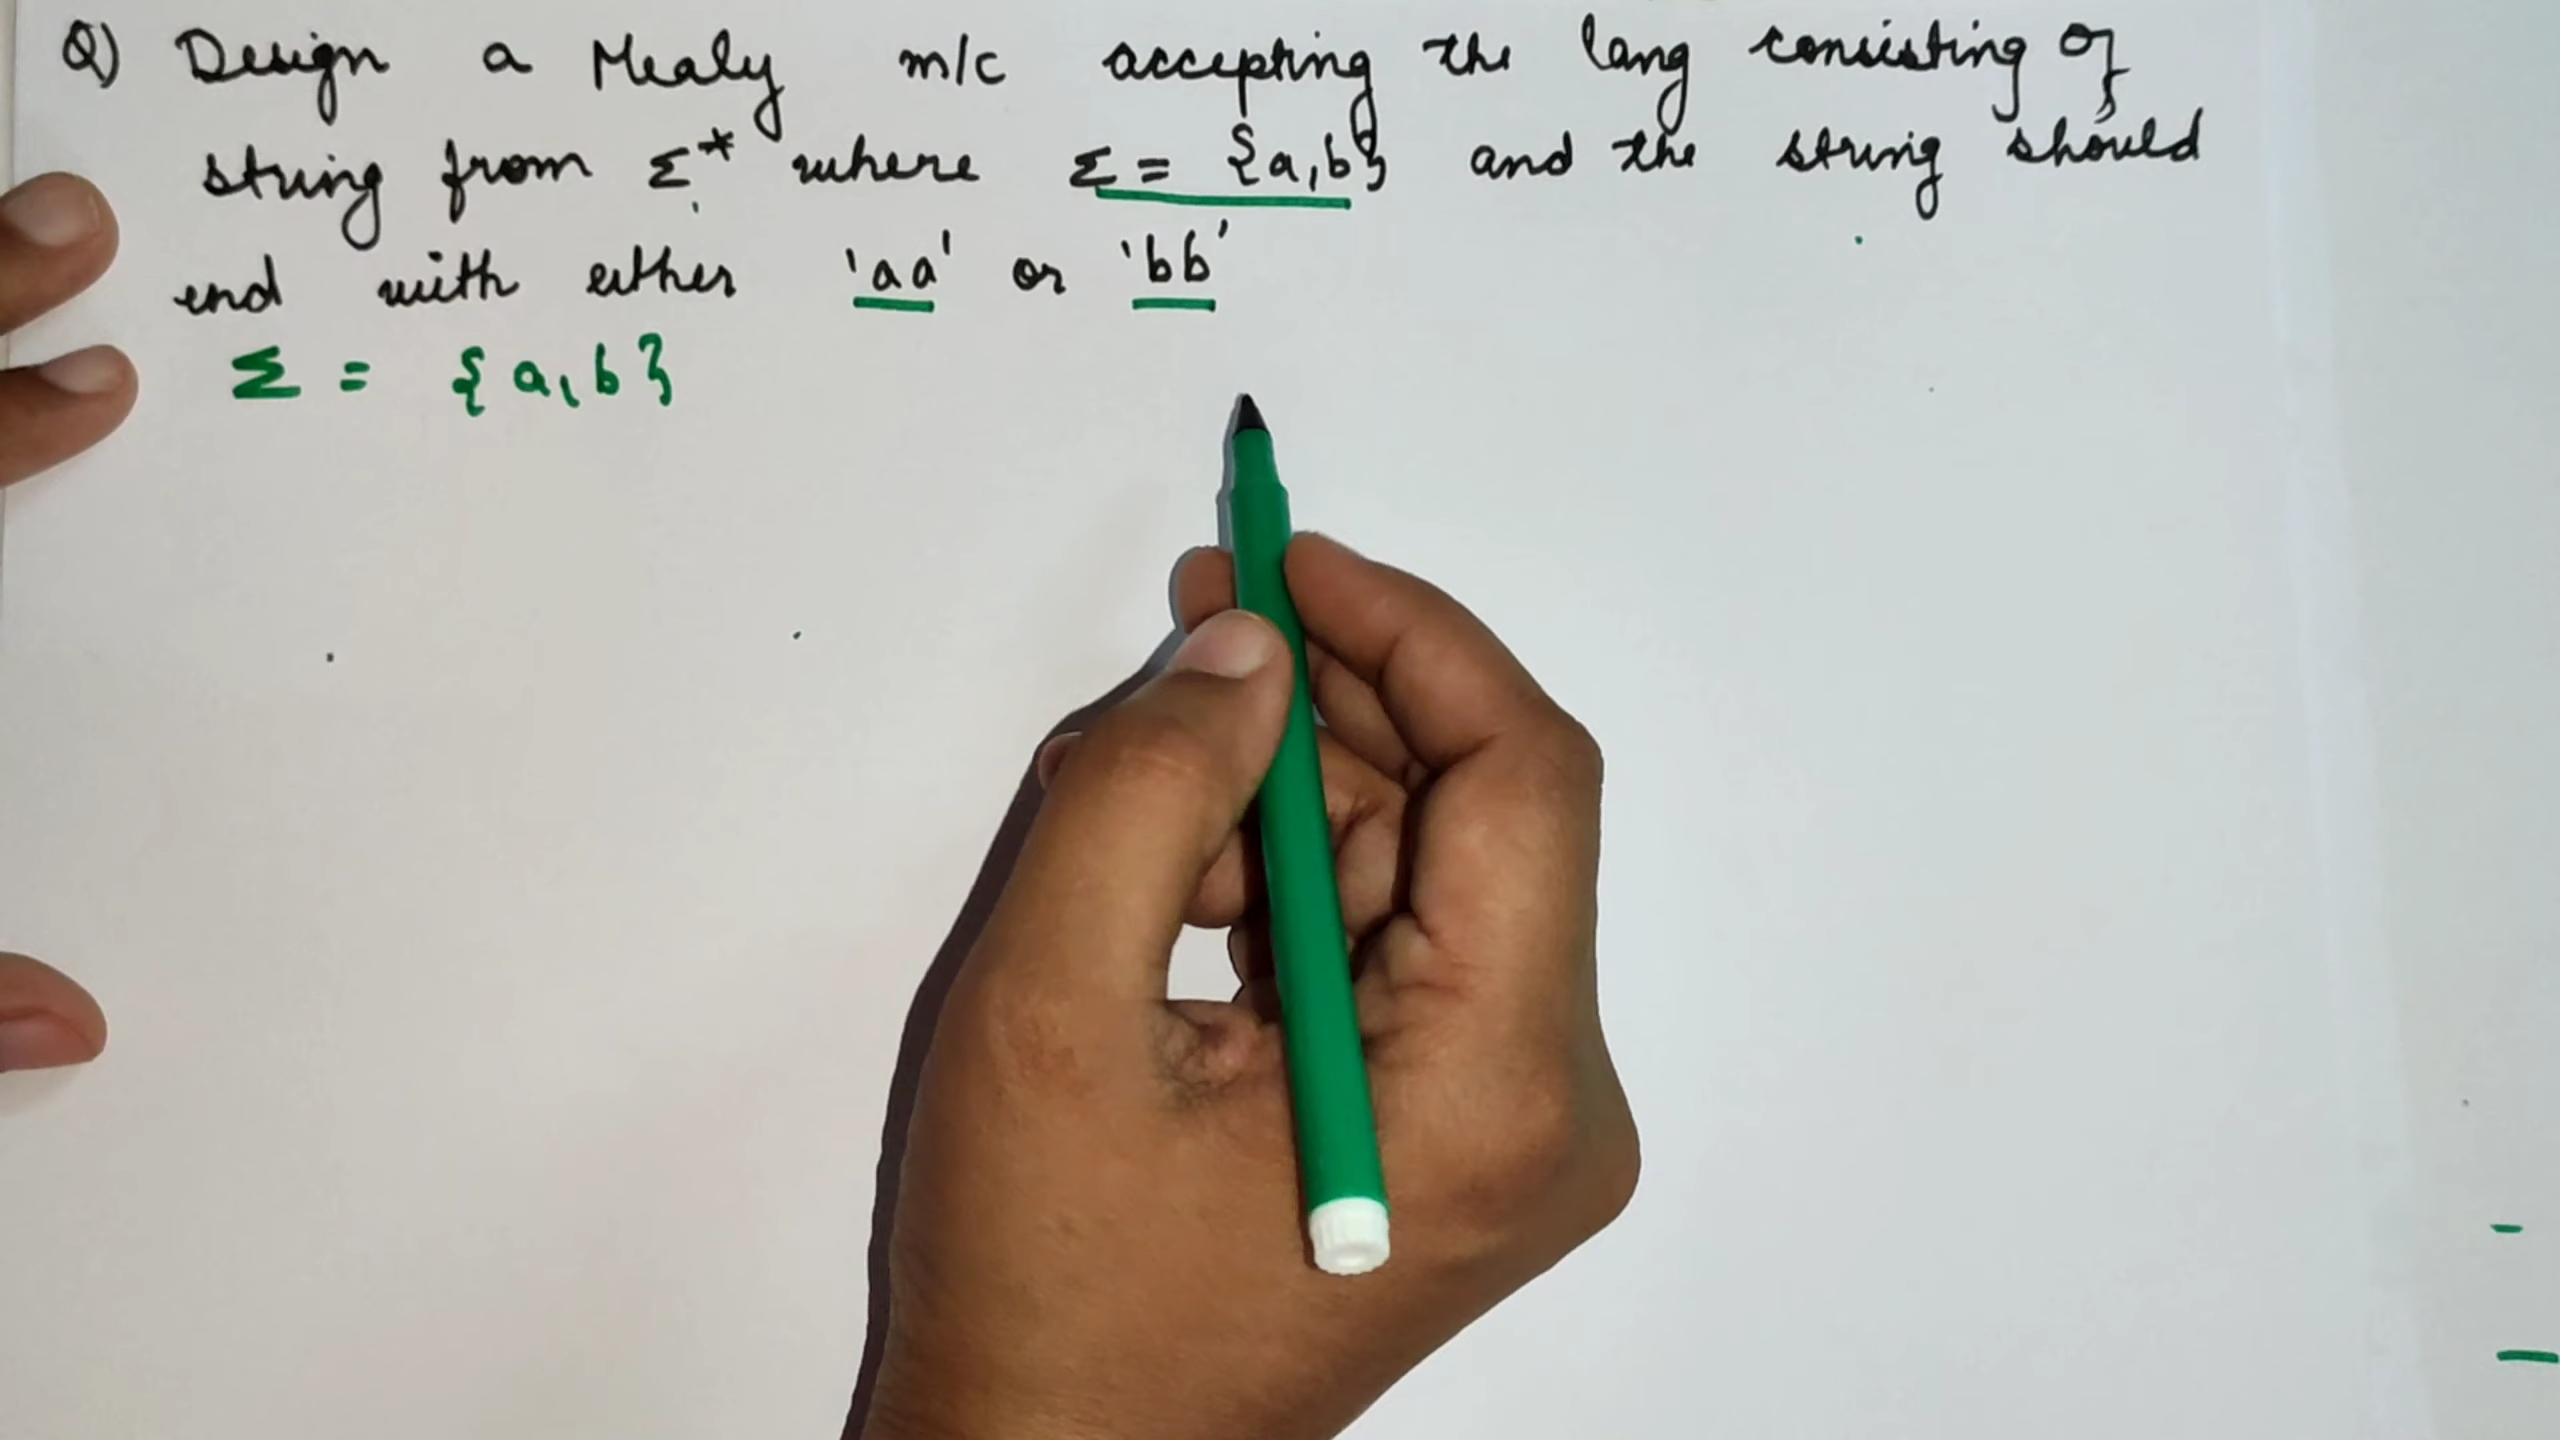 Q) Design a Mealy m/c accepting the lang consisting of
string from Σ* where Σ = {a,b} and the string should
end with either 'aa' or 'bb'
Σ = {a,b}